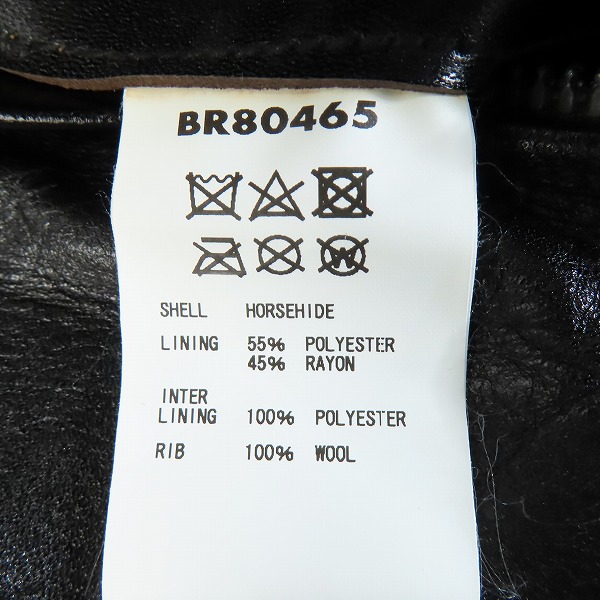 BR80465
W
SHELL HORSEHIDE
LINING 55% POLYESTER
45% RAYON
INTER
LINING 100% POLYESTER
RIB 100% WOOL